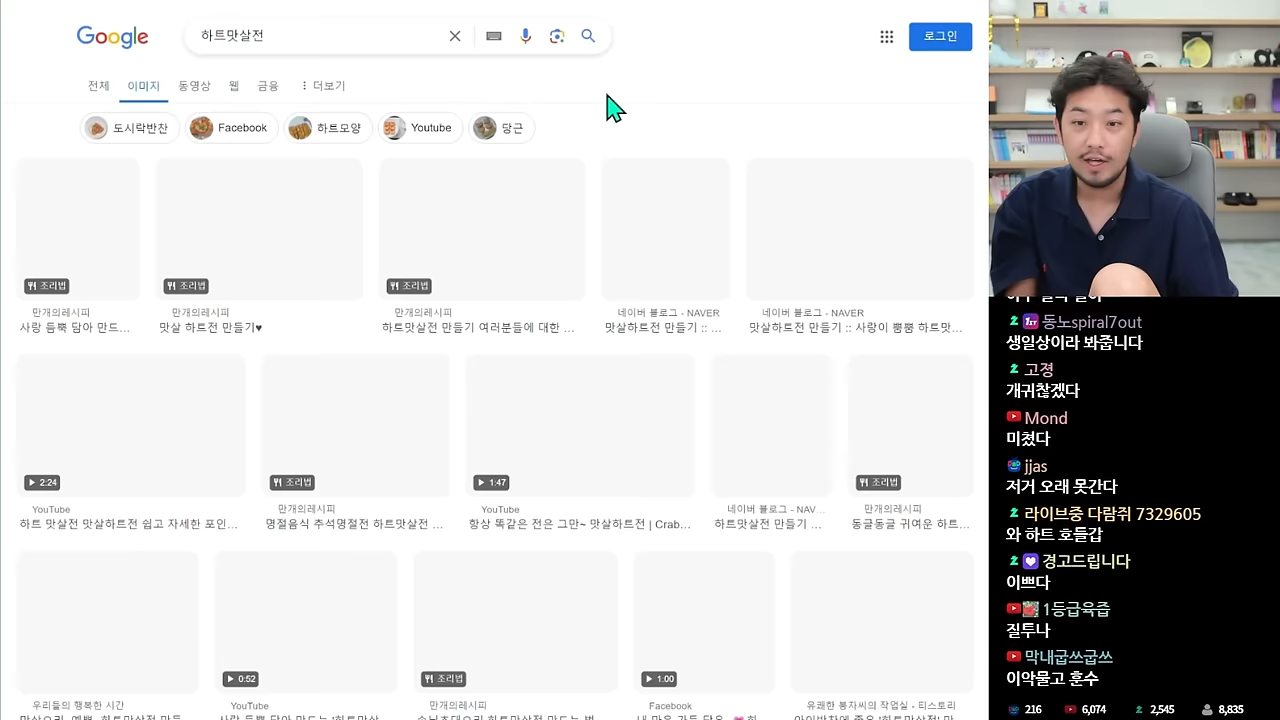 Google
하트맛살전
로그인
전체 이미지 동영상 웹 금융 더보기
도시락반찬 Facebook 하트모양 Youtube 당근
조리법 조리법 조리법
만개의레시피 만개의레시피 만개의레시피 네이버 블로그 - NAVER 네이버 블로그 - NAVER
사랑 듬뿍 담아 만드... 맛살 하트전 만들기♥ 하트맛살전 만들기 여러분들에 대한 ... 맛살하트전 만들기 :: ... 맛살하트전 만들기 :: 사랑이 뿜뿜 하트맛...
2:24 조리법 1:47 조리법
YouTube 만개의레시피 YouTube 네이버 블로그 - NAV... 만개의레시피
하트 맛살전 맛살하트전 쉽고 자세한 포인... 명절음식 추석명절전 하트맛살전 ... 항상 똑같은 전은 그만~ 맛살하트전 | Crab... 하트맛살전 만들기 ... 동글동글 귀여운 하트...
0:52 조리법 1:00
우리들의 행복한 시간 YouTube 만개의레시피 Facebook 유쾌한 봉자씨의 작업실 - 티스토리
동노spiral7out
생일상이라 봐줍니다
고졍
개귀찮겠다
Mond
미쳤다
jjas
저거 오래 못간다
라이브중 다람쥐 7329605
와 하트 호들갑
경고드립니다
이쁘다
1등급육즙
질투나
막내굽쓰굽쓰
이악물고 훈수
216 6,074 2,545 8,835